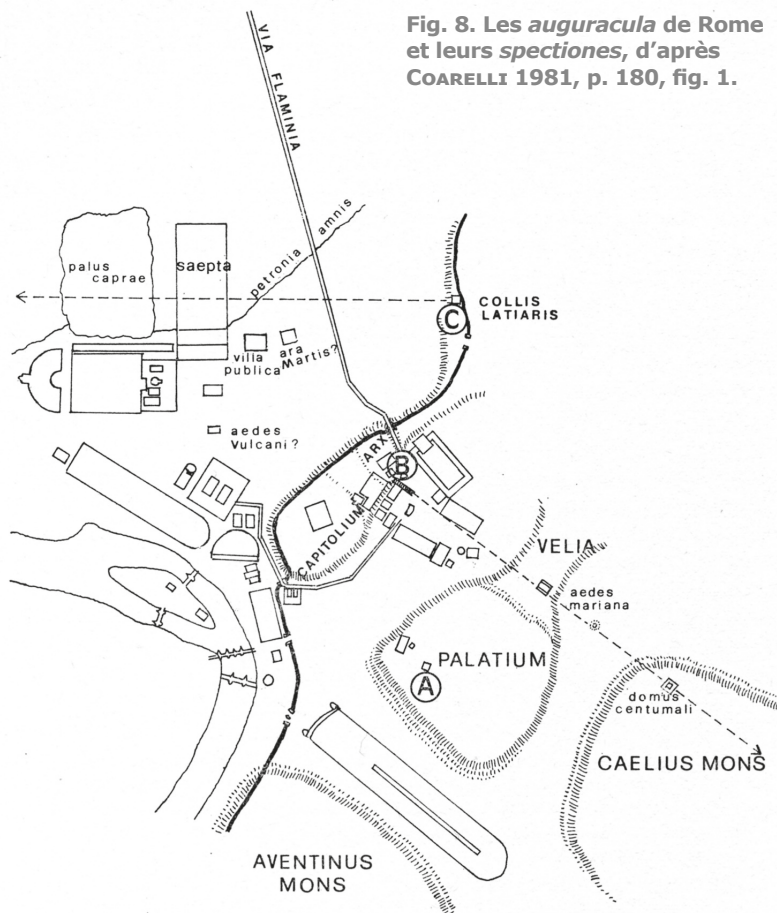 Fig. 8. Les auguracula de Rome
et leurs spectiones, d’après
COARELLI 1981, p. 180, fig. 1.
VIA FLAMINIA
petronia amnis
palus
caprae
saepta
COLLIS
LATIARIS
C
villa
publica
ara
Martis?
aedes
Vulcani?
ARX
B
CAPITOLIUM
VELIA
aedes
mariana
PALATIUM
A
domus
centumali
CAELIUS MONS
AVENTINUS
MONS